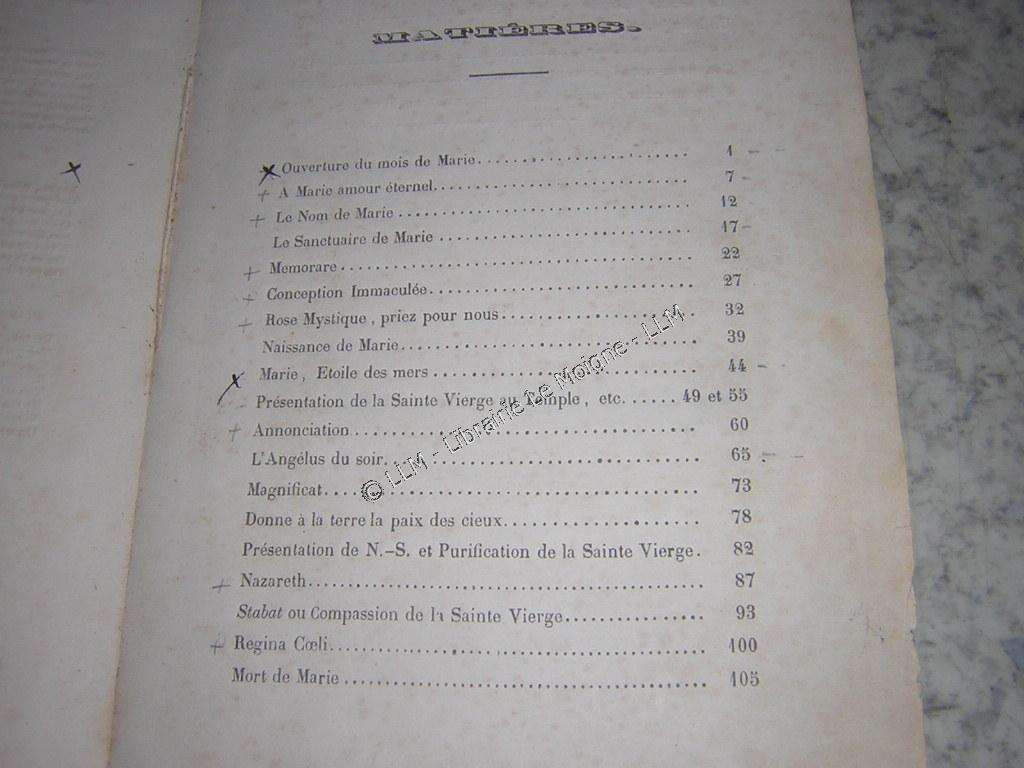 MATIÈRES.
Ouverture du mois de Marie........................ 1
A Marie amour éternel........................ 7
Le Nom de Marie........................ 12
Le Sanctuaire de Marie........................ 17
Memorare........................ 22
Conception Immaculée........................ 27
Rose Mystique, priez pour nous........................ 32
Naissance de Marie........................ 39
Marie, Etoile des mers........................ 44
Présentation de la Sainte Vierge au Temple, etc...... 49 et 55
Annonciation........................ 60
L'Angélus du soir........................ 65
Magnificat........................ 73
Donne à la terre la paix des cieux........................ 78
Présentation de N.-S. et Purification de la Sainte Vierge. 82
Nazareth........................ 87
Stabat ou Compassion de la Sainte Vierge........................ 93
Regina Cœli........................ 100
Mort de Marie........................ 105
© LLM - Librairie Le Moigne - LLM